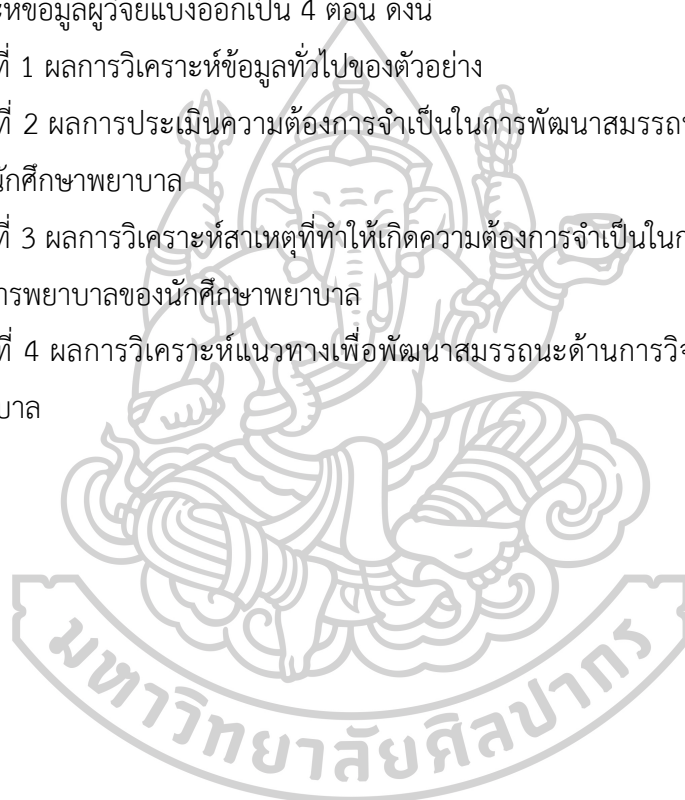 ะห์ข้อมูลผู้วิจัยแบ่งออกเป็น 4 ตอน ดังนี้
ที่ 1 ผลการวิเคราะห์ข้อมูลทั่วไปของตัวอย่าง
ที่ 2 ผลการประเมินความต้องการจำเป็นในการพัฒนาสมรรถน
นักศึกษาพยาบาล
ที่ 3 ผลการวิเคราะห์สาเหตุที่ทำให้เกิดความต้องการจำเป็นในก
ารพยาบาลของนักศึกษาพยาบาล
ที่ 4 ผลการวิเคราะห์แนวทางเพื่อพัฒนาสมรรถนะด้านการวิจ
บาล
มหาวิทยาลัยศิลปากร